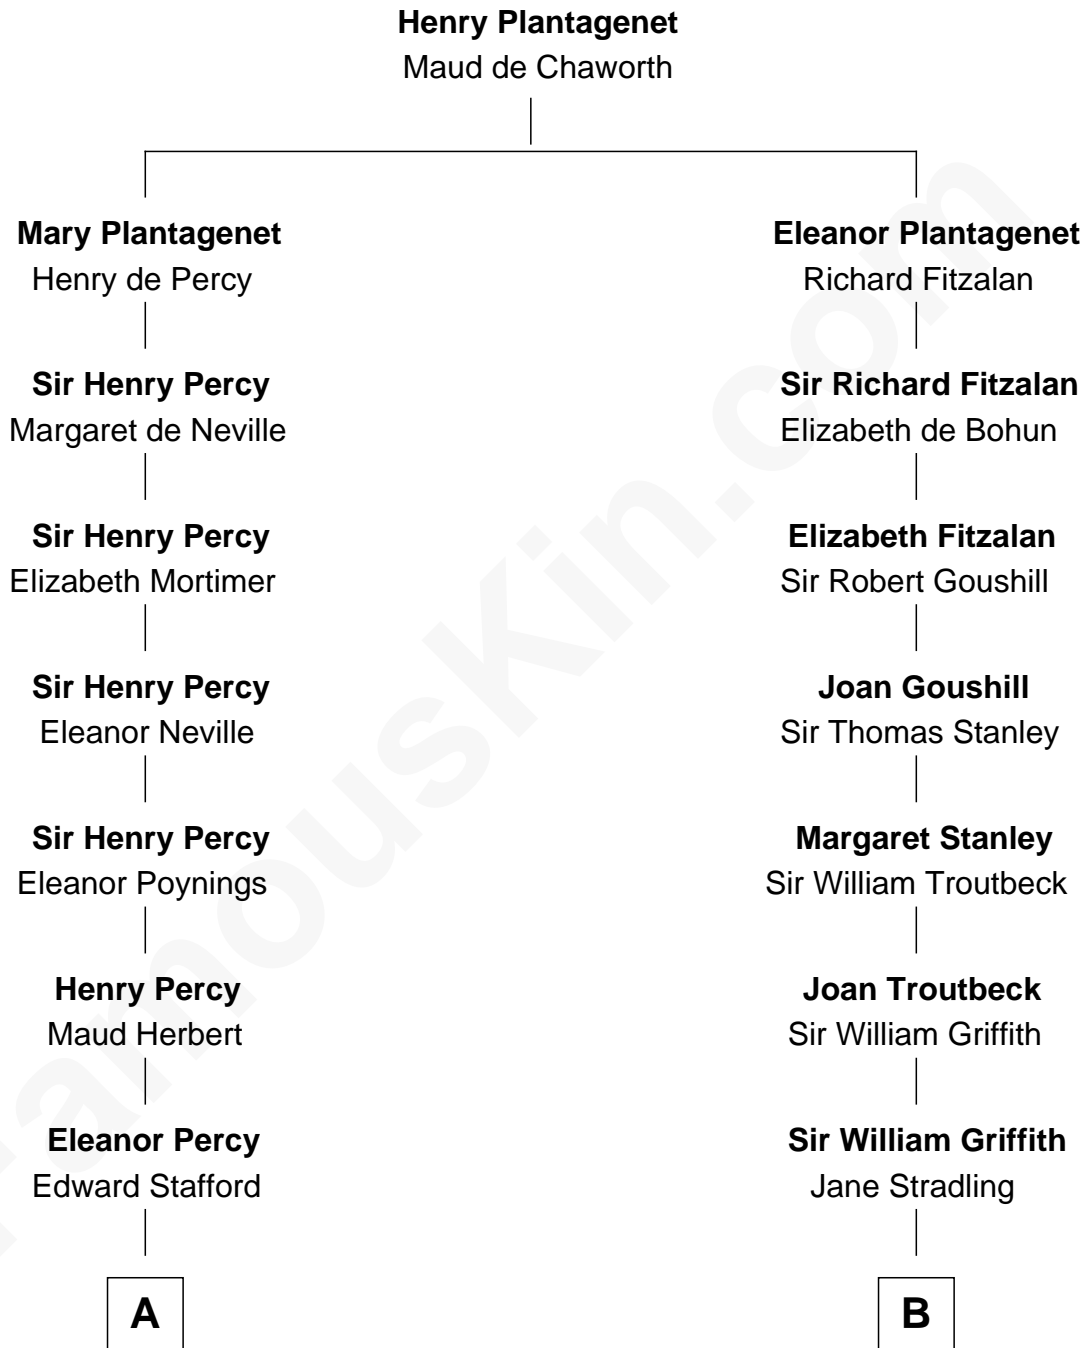 Henry Plantagenet
Maud de Chaworth
Mary Plantagenet
Henry de Percy
Eleanor Plantagenet
Richard Fitzalan
Sir Henry Percy
Margaret de Neville
Sir Richard Fitzalan
Elizabeth de Bohun
Sir Henry Percy
Elizabeth Mortimer
Elizabeth Fitzalan
Sir Robert Goushill
Sir Henry Percy
Eleanor Neville
Joan Goushill
Sir Thomas Stanley
Sir Henry Percy
Eleanor Poynings
Margaret Stanley
Sir William Troutbeck
Henry Percy
Maud Herbert
Joan Troutbeck
Sir William Griffith
Eleanor Percy
Edward Stafford
Sir William Griffith
Jane Stradling
A
B
FamousKin.com